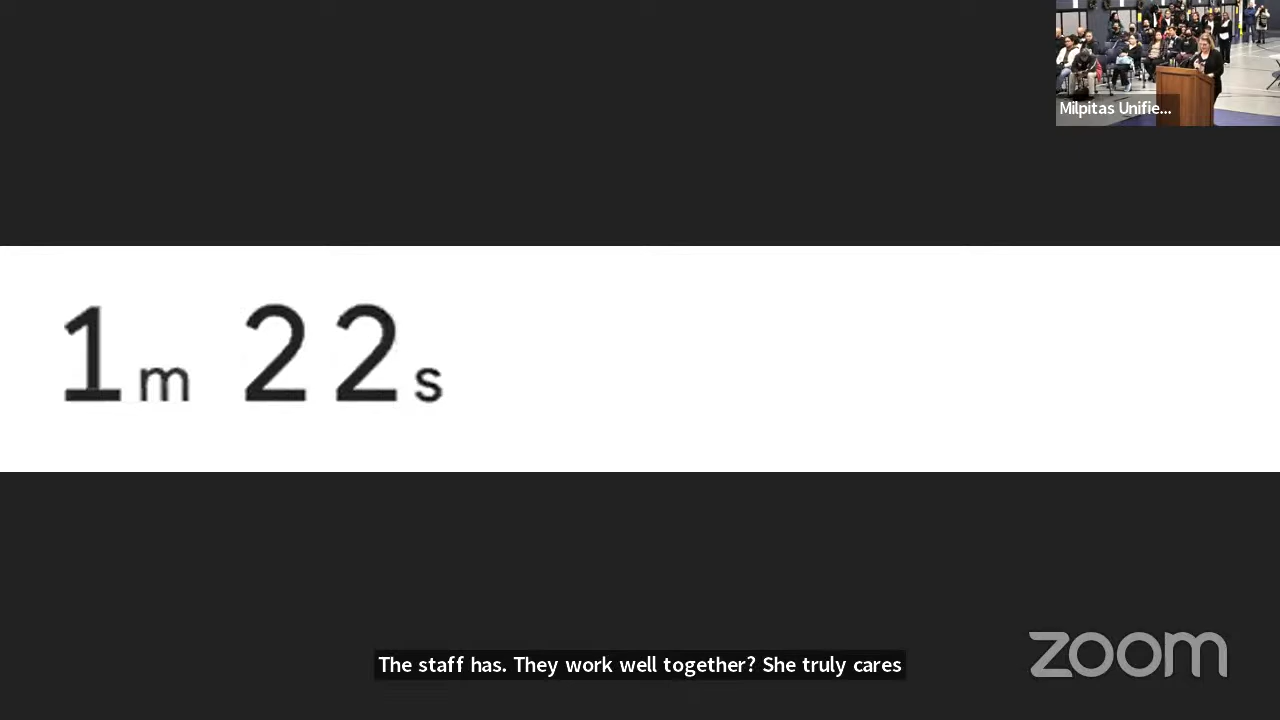 Milpitas Unifie...
1m 22s
The staff has. They work well together? She truly cares
zoom